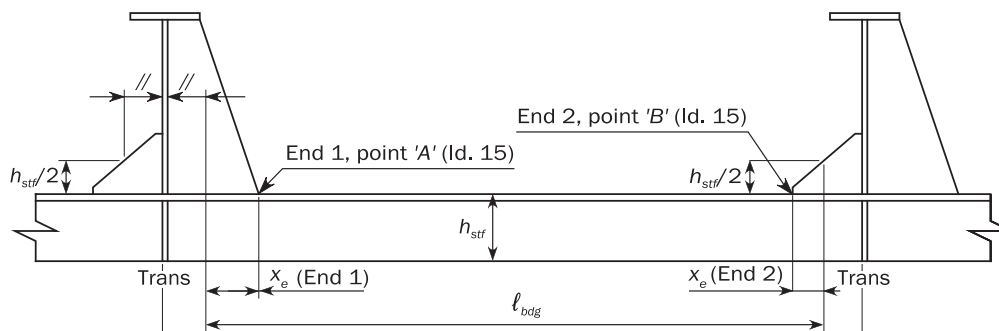 // //
End 1, point 'A' (Id. 15)
End 2, point 'B' (Id. 15)
h_stf/2
h_stf/2
h_stf
Trans
x_e (End 1)
x_e (End 2)
Trans
ℓ_bdg